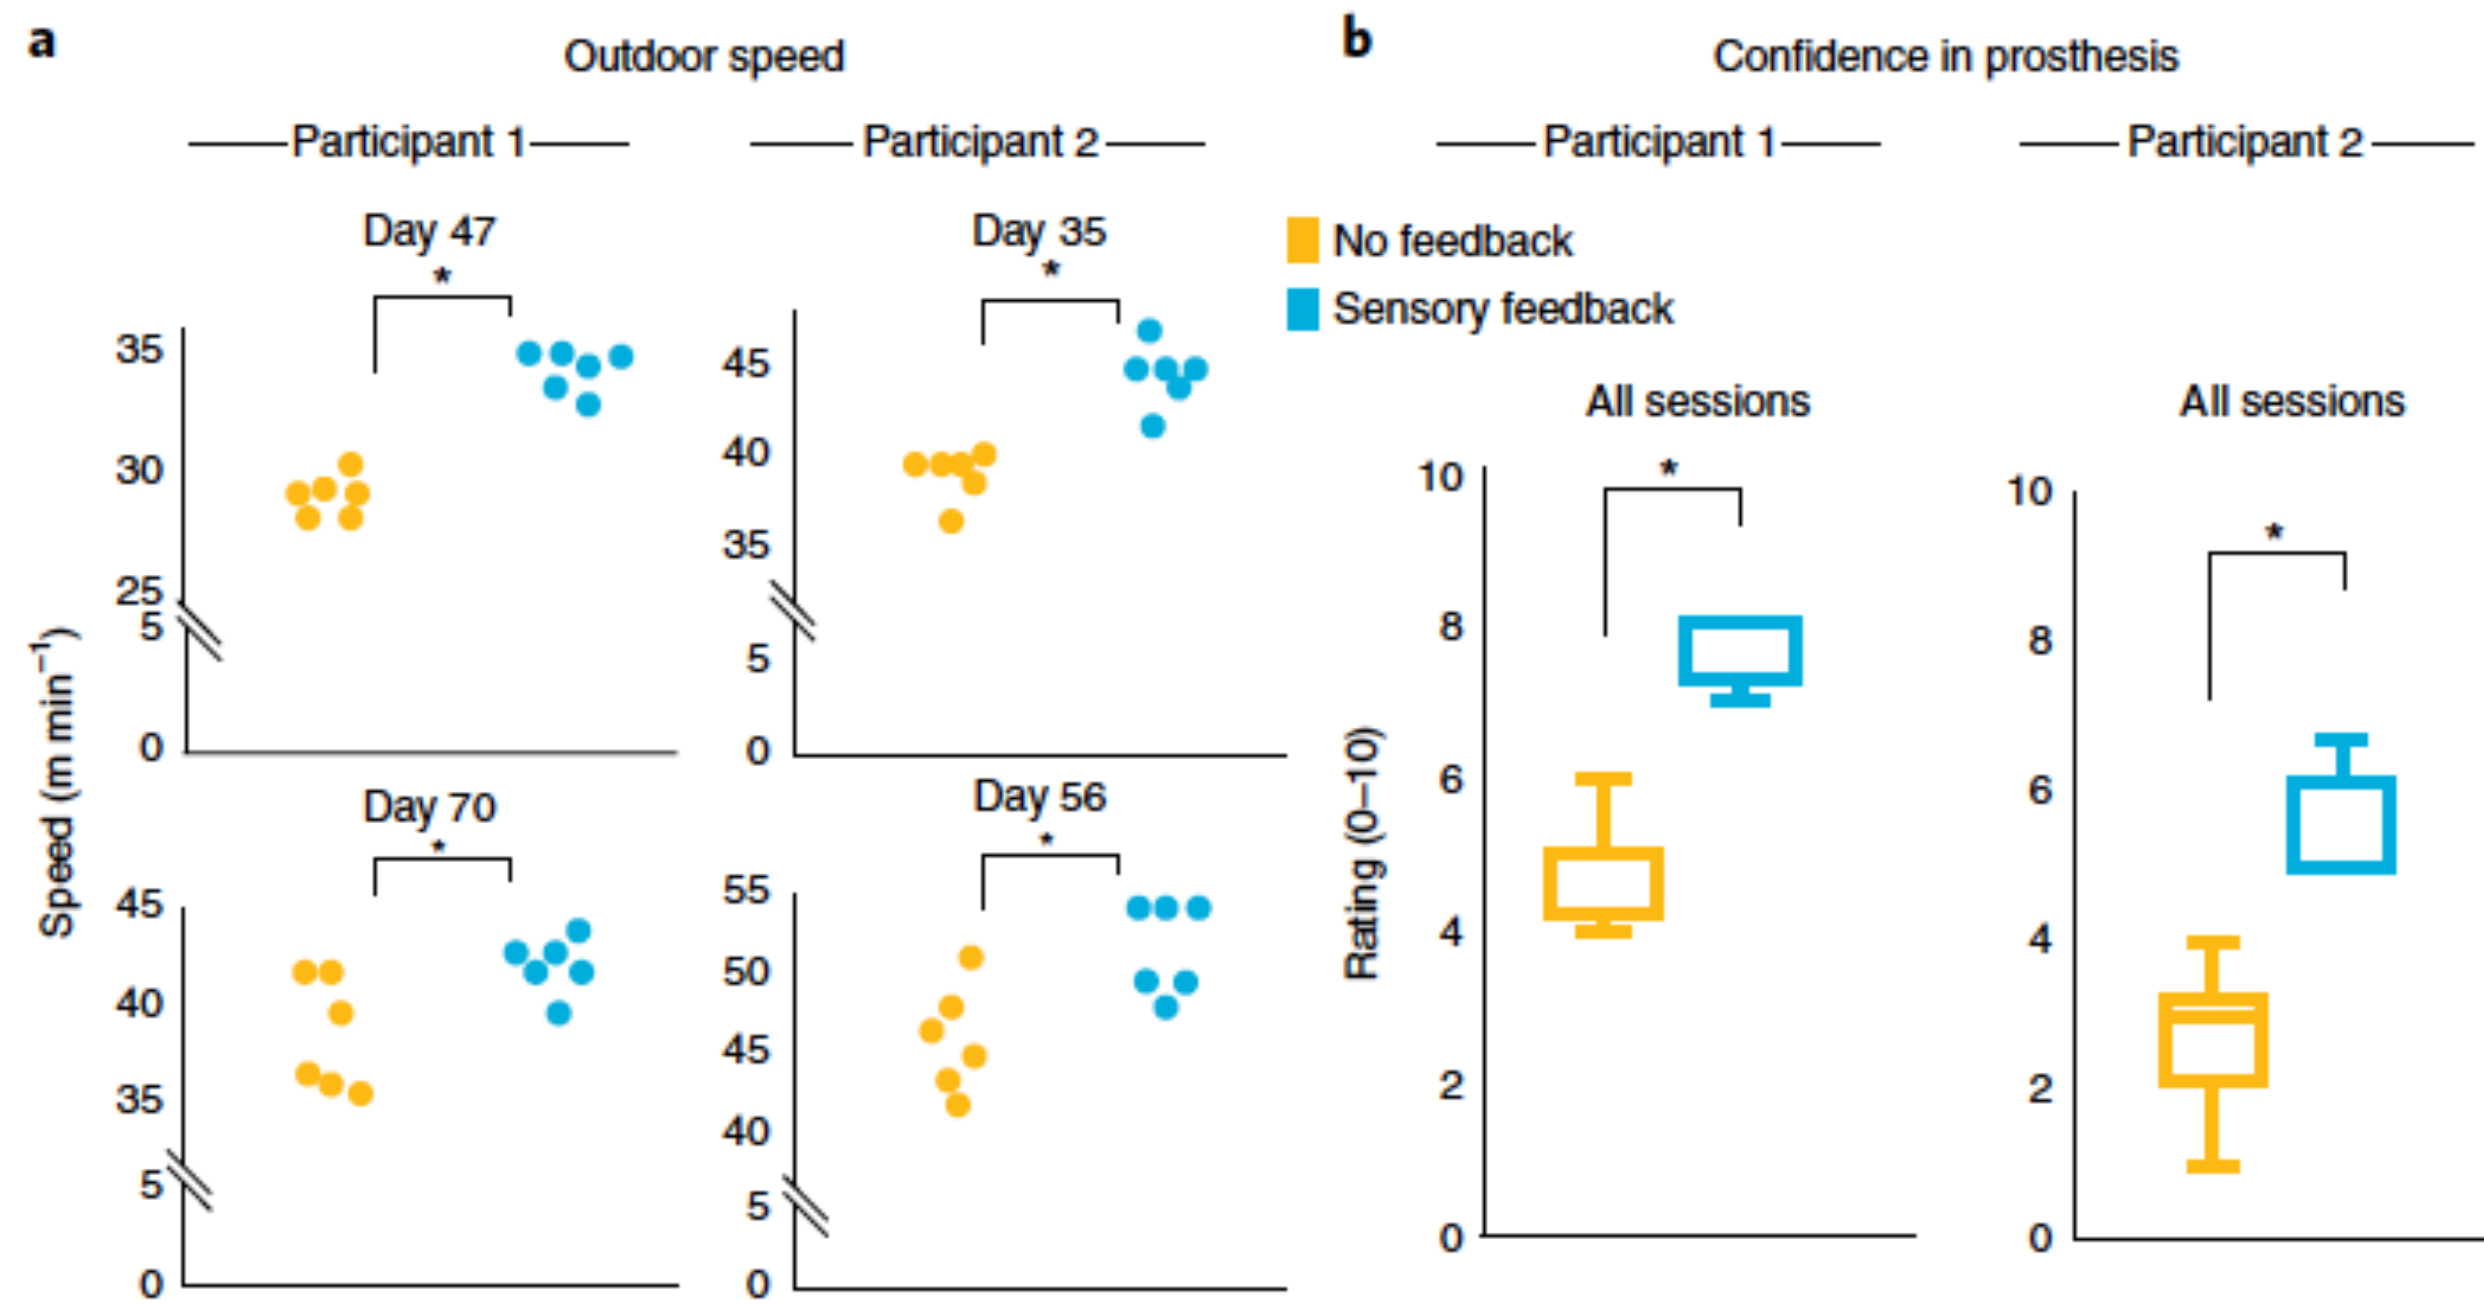 a
Outdoor speed
Participant 1
Participant 2
Day 47
*
35
30
25
5
0
Day 35
*
45
40
35
5
0
Speed (m min⁻¹)
Day 70
*
45
40
35
5
0
Day 56
*
55
50
45
40
5
0
b
Confidence in prosthesis
Participant 1
Participant 2
No feedback
Sensory feedback
All sessions
*
10
8
6
4
2
0
Rating (0–10)
All sessions
*
10
8
6
4
2
0